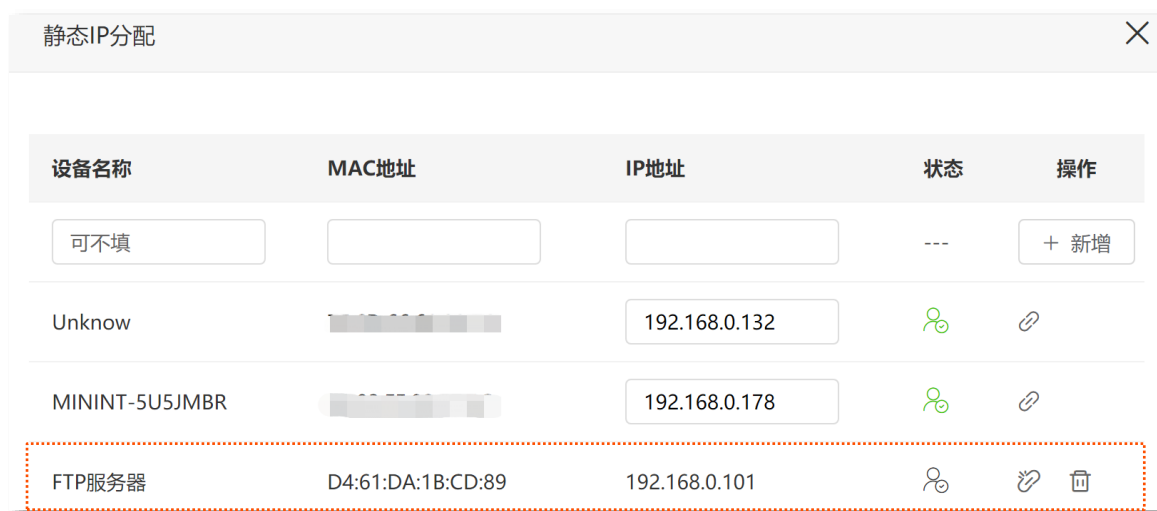 静态IP分配
设备名称 MAC地址 IP地址 状态 操作
可不填 --- + 新增
Unknow 192.168.0.132
MININT-5U5JMBR 192.168.0.178
FTP服务器 D4:61:DA:1B:CD:89 192.168.0.101